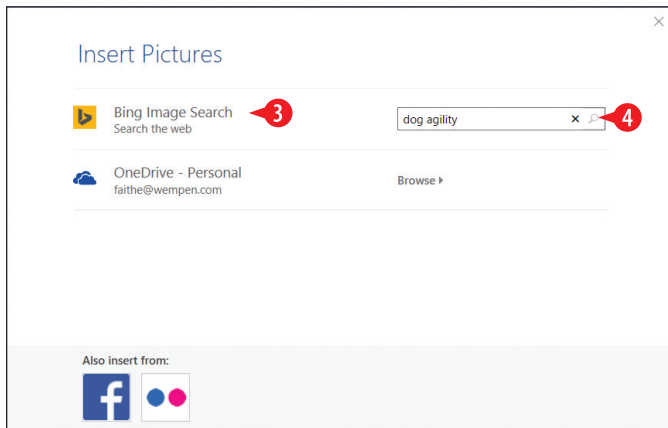 Insert Pictures
Bing Image Search 3
Search the web
dog agility 4
OneDrive - Personal
faithe@wempen.com
Browse
Also insert from:
f